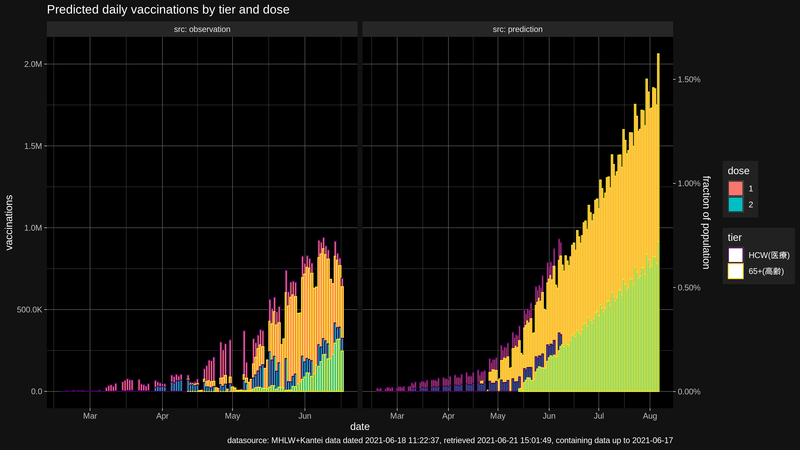 Predicted daily vaccinations by tier and dose
src: observation
src: prediction
2.0M
1.5M
1.0M
500.0K
0.0
vaccinations
Mar
Apr
May
Jun
Mar
Apr
May
Jun
Jul
Aug
date
1.50%
1.00%
0.50%
0.00%
fraction of population
dose
1
2
tier
HCW(医療)
65+(高齢)
datasource: MHLW+Kantei data dated 2021-06-18 11:22:37, retrieved 2021-06-21 15:01:49, containing data up to 2021-06-17